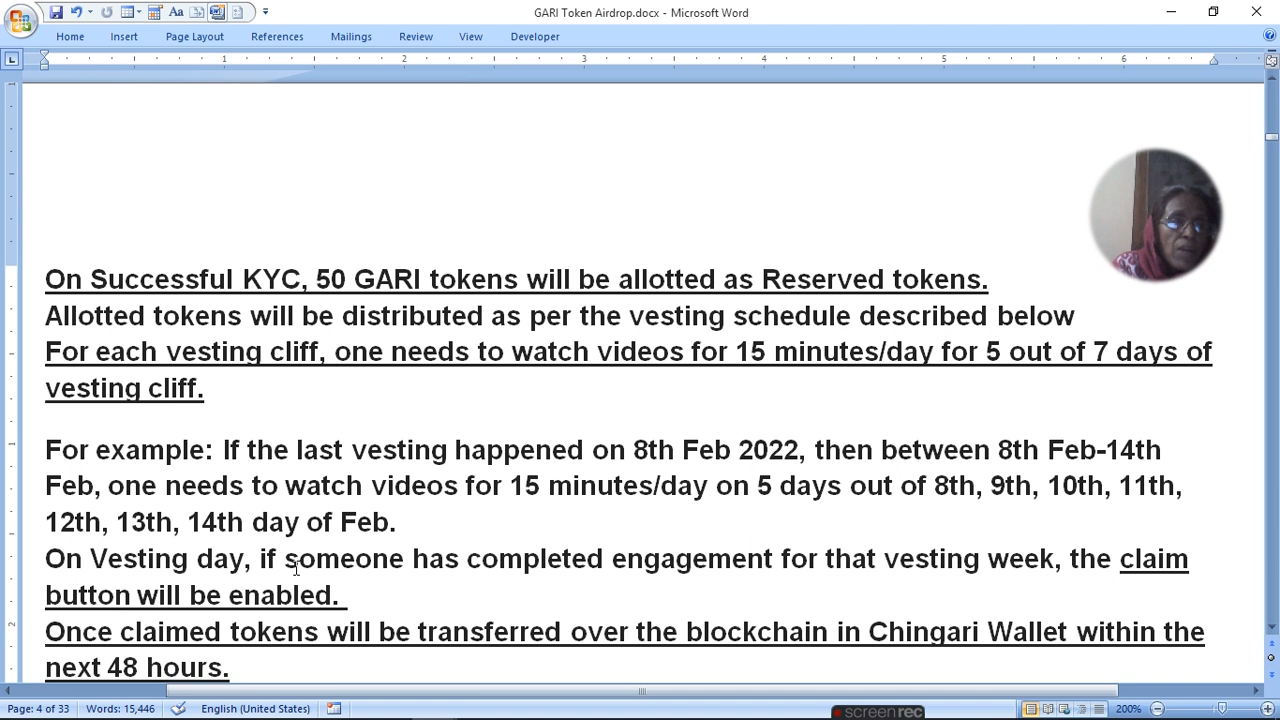 GARI Token Airdrop.docx - Microsoft Word
Home Insert Page Layout References Mailings Review View Developer
1 2 3 4 5 6
On Successful KYC, 50 GARI tokens will be allotted as Reserved tokens.
Allotted tokens will be distributed as per the vesting schedule described below
For each vesting cliff, one needs to watch videos for 15 minutes/day for 5 out of 7 days of
vesting cliff.
For example: If the last vesting happened on 8th Feb 2022, then between 8th Feb-14th
Feb, one needs to watch videos for 15 minutes/day on 5 days out of 8th, 9th, 10th, 11th,
12th, 13th, 14th day of Feb.
On Vesting day, if someone has completed engagement for that vesting week, the claim
button will be enabled.
Once claimed tokens will be transferred over the blockchain in Chingari Wallet within the
next 48 hours.
Page: 4 of 33 Words: 15,446 English (United States) 200%
screenrec